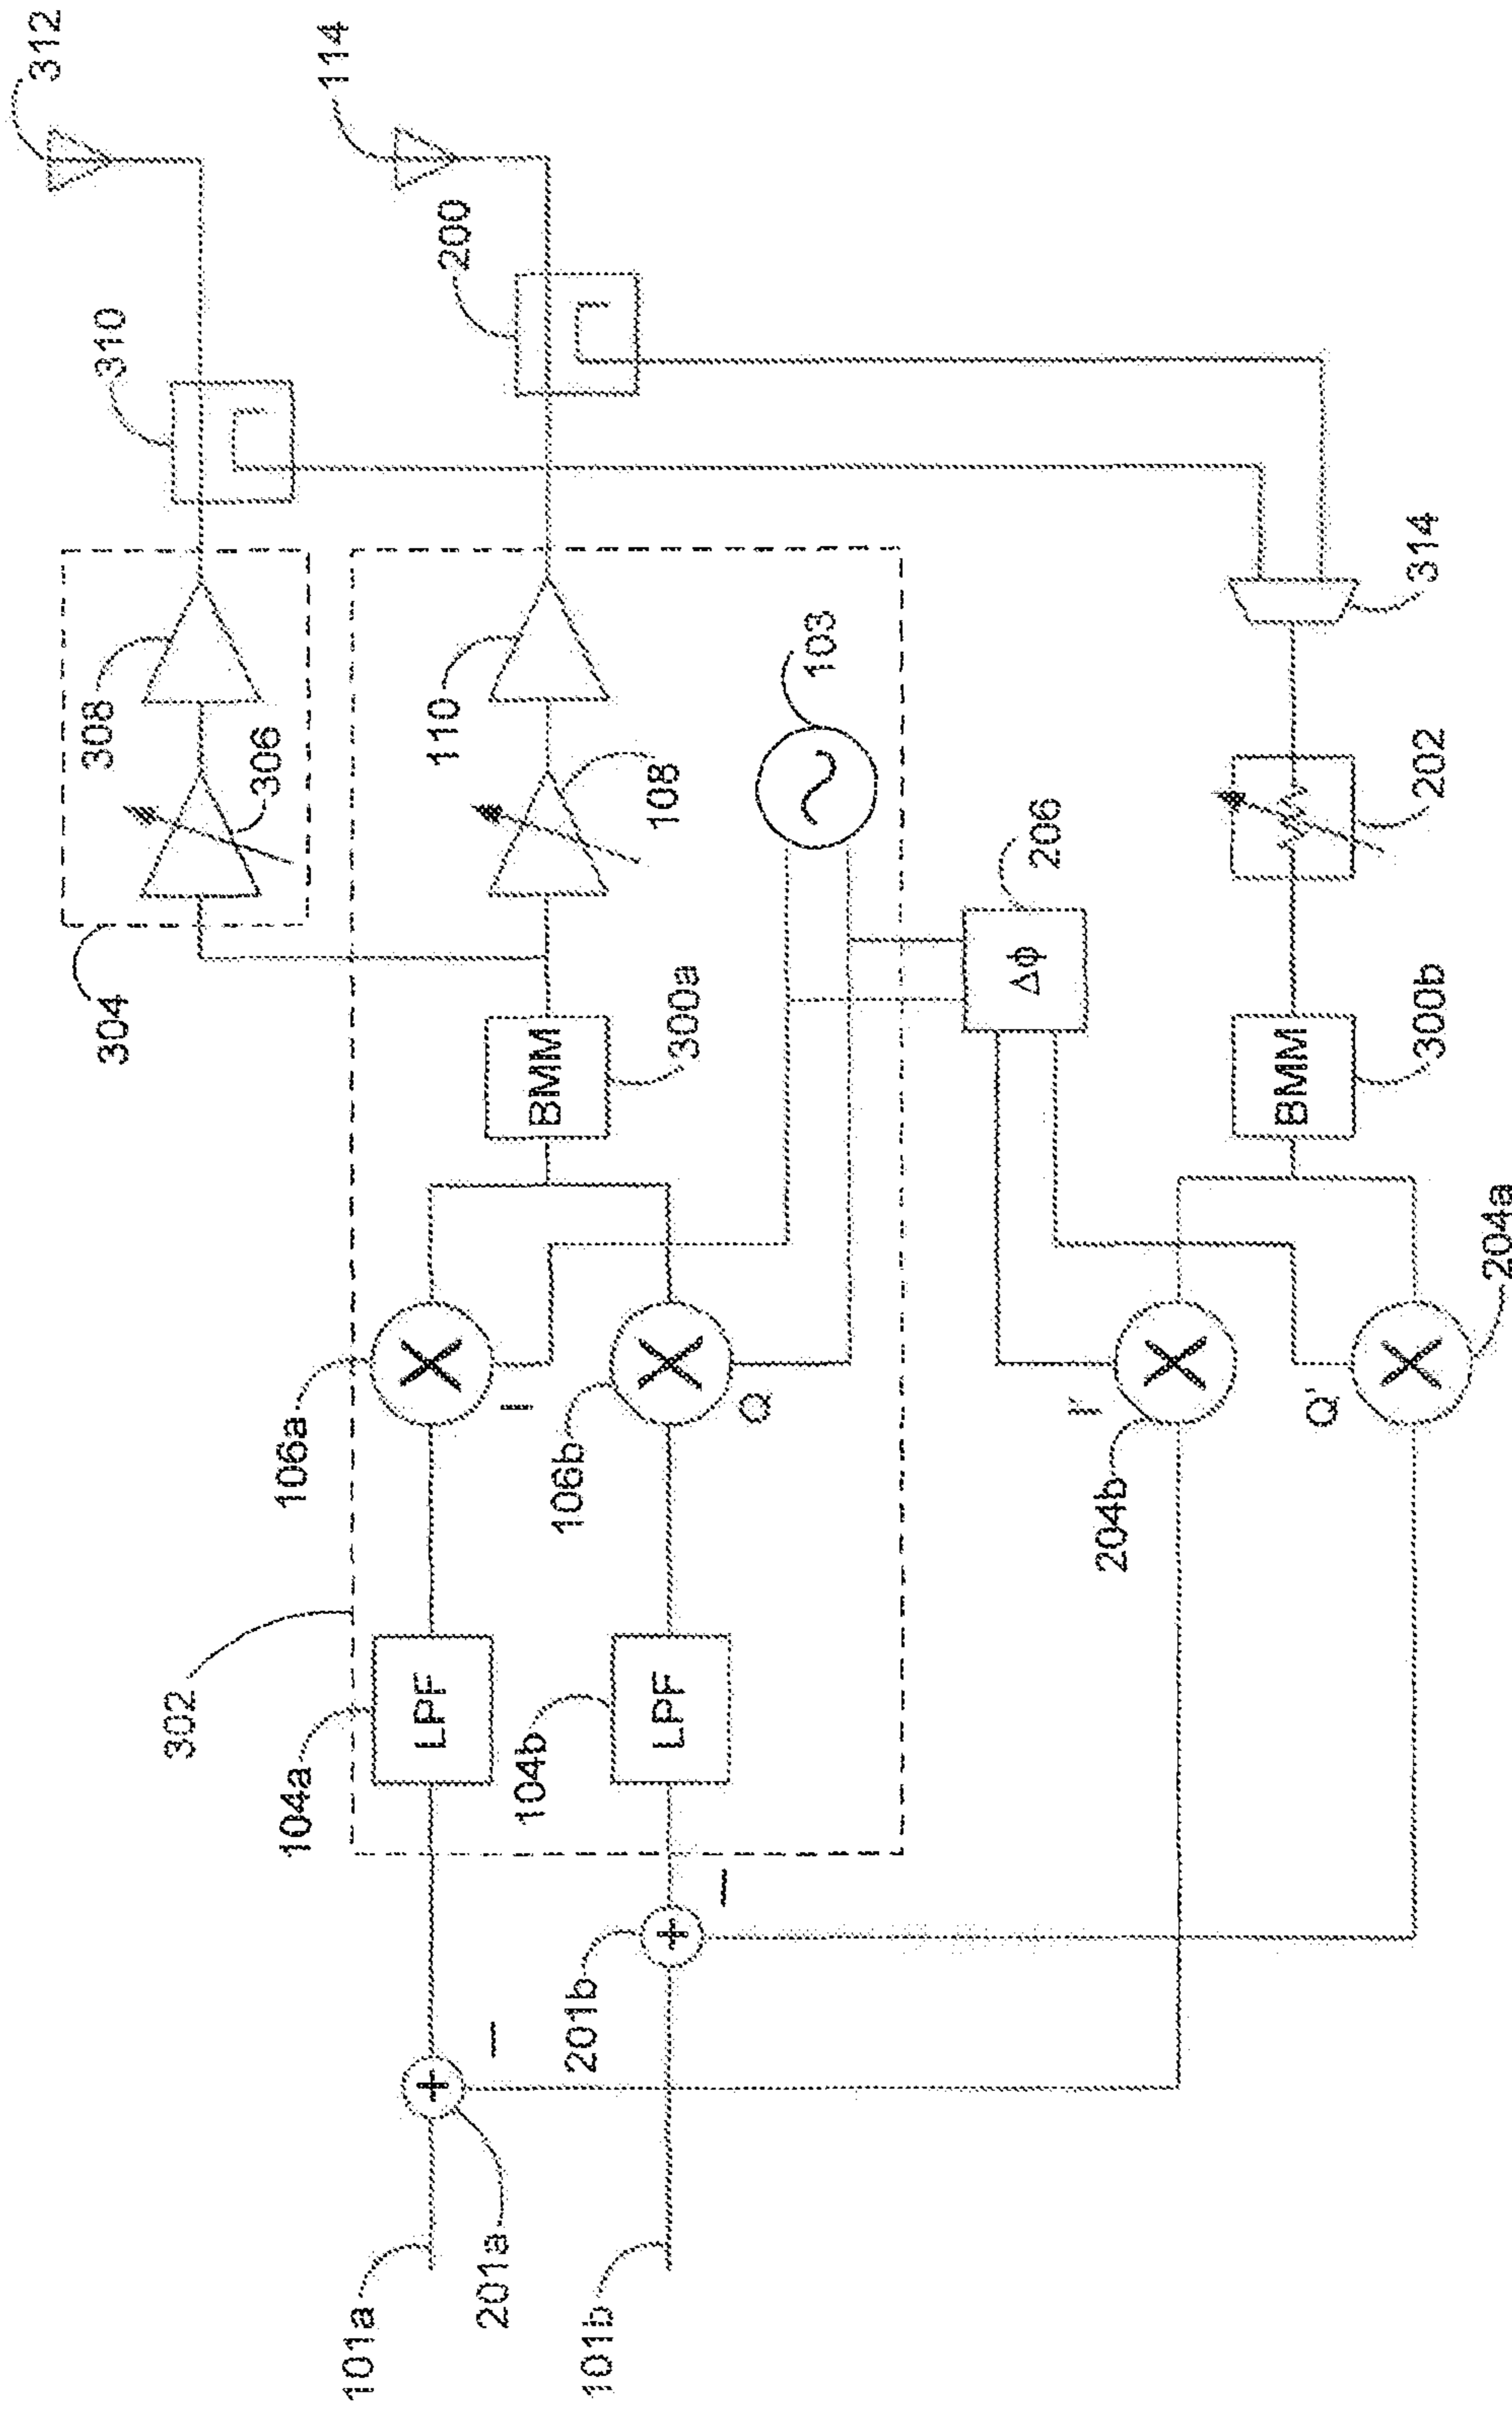 312
114
310
200
308
306
110
108
103
304
BMM
300a
Δϕ
206
314
202
BMM
300b
302
106a
I
106b
Q
I'
204b
Q'
204a
104a
LPF
104b
LPF
201b
+
−
+
−
201a
101a
101b